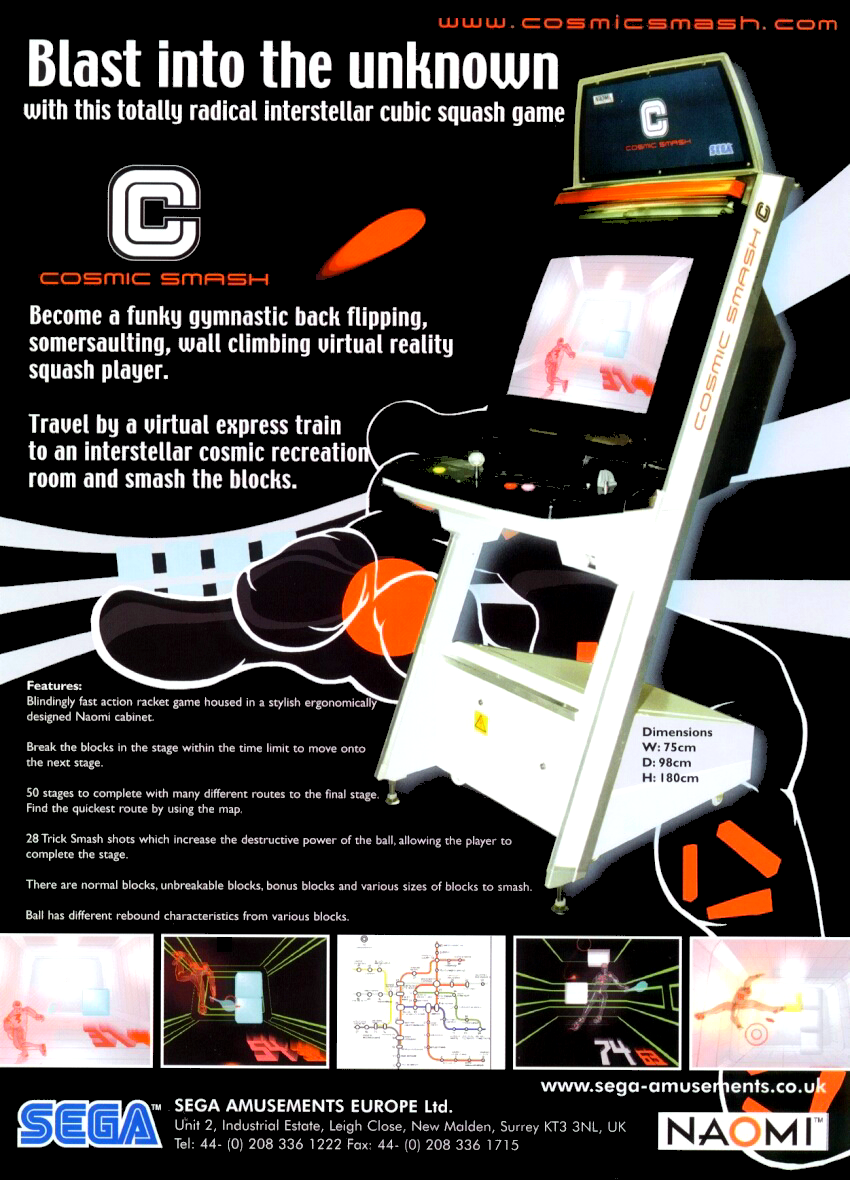 www.cosmicsmash.com
Blast into the unknown
with this totally radical interstellar cubic squash game
C
COSMIC SMASH
SEGA
C
COSMIC SMASH
COSMIC SMASH C
Become a funky gymnastic back flipping,
somersaulting, wall climbing virtual reality
squash player.
Travel by a virtual express train
to an interstellar cosmic recreation
room and smash the blocks.
Features:
Blindingly fast action racket game housed in a stylish ergonomically
designed Naomi cabinet.
Break the blocks in the stage within the time limit to move onto
the next stage.
50 stages to complete with many different routes to the final stage.
Find the quickest route by using the map.
28 Trick Smash shots which increase the destructive power of the ball, allowing the player to
complete the stage.
There are normal blocks, unbreakable blocks, bonus blocks and various sizes of blocks to smash.
Ball has different rebound characteristics from various blocks.
Dimensions
W: 75cm
D: 98cm
H: 180cm
74
www.sega-amusements.co.uk
SEGA™
SEGA AMUSEMENTS EUROPE Ltd.
Unit 2, Industrial Estate, Leigh Close, New Malden, Surrey KT3 3NL, UK
Tel: 44- (0) 208 336 1222 Fax: 44- (0) 208 336 1715
NAOMI™